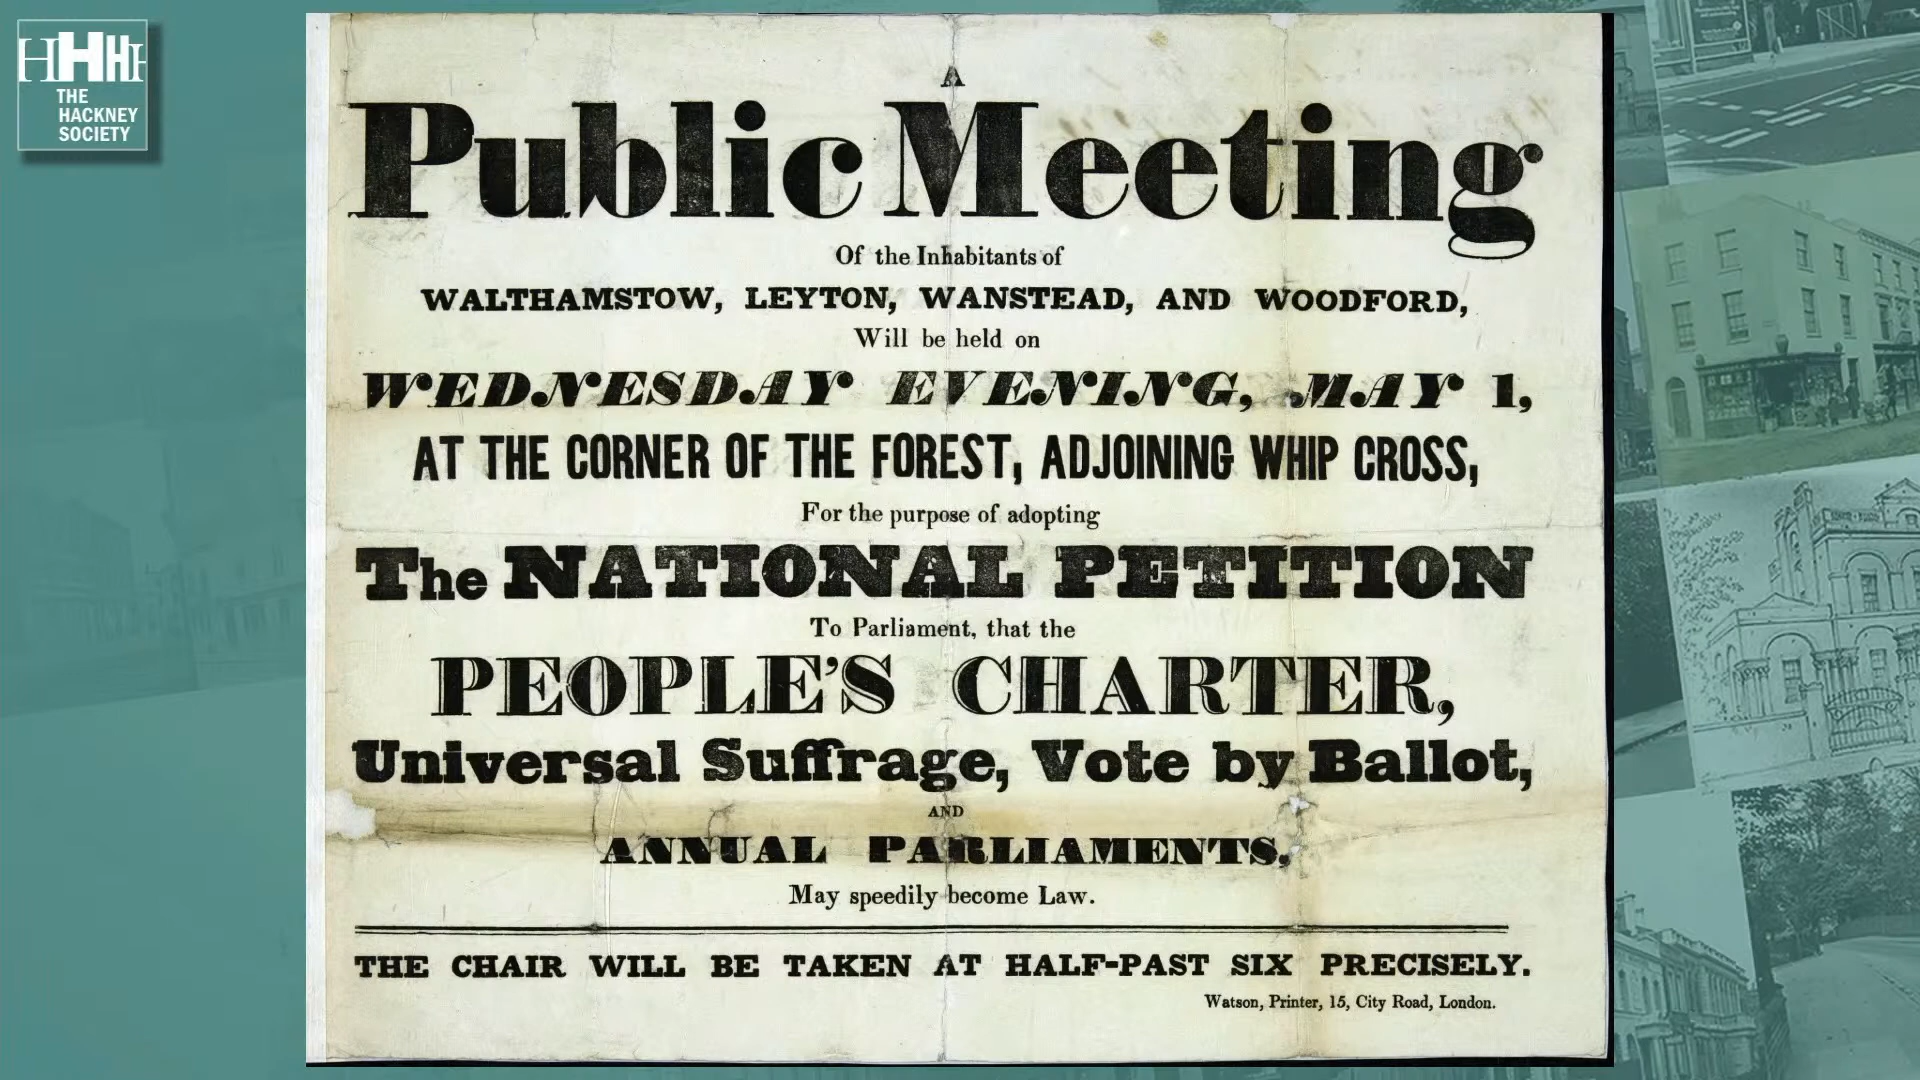 HHHH
THE
HACKNEY
SOCIETY
A
Public Meeting
Of the Inhabitants of
WALTHAMSTOW, LEYTON, WANSTEAD, AND WOODFORD,
Will be held on
WEDNESDAY EVENING, MAY 1,
AT THE CORNER OF THE FOREST, ADJOINING WHIP CROSS,
For the purpose of adopting
The NATIONAL PETITION
To Parliament, that the
PEOPLE'S CHARTER,
Universal Suffrage, Vote by Ballot,
AND
ANNUAL PARLIAMENTS,
May speedily become Law.
THE CHAIR WILL BE TAKEN AT HALF-PAST SIX PRECISELY.
Watson, Printer, 15, City Road, London.